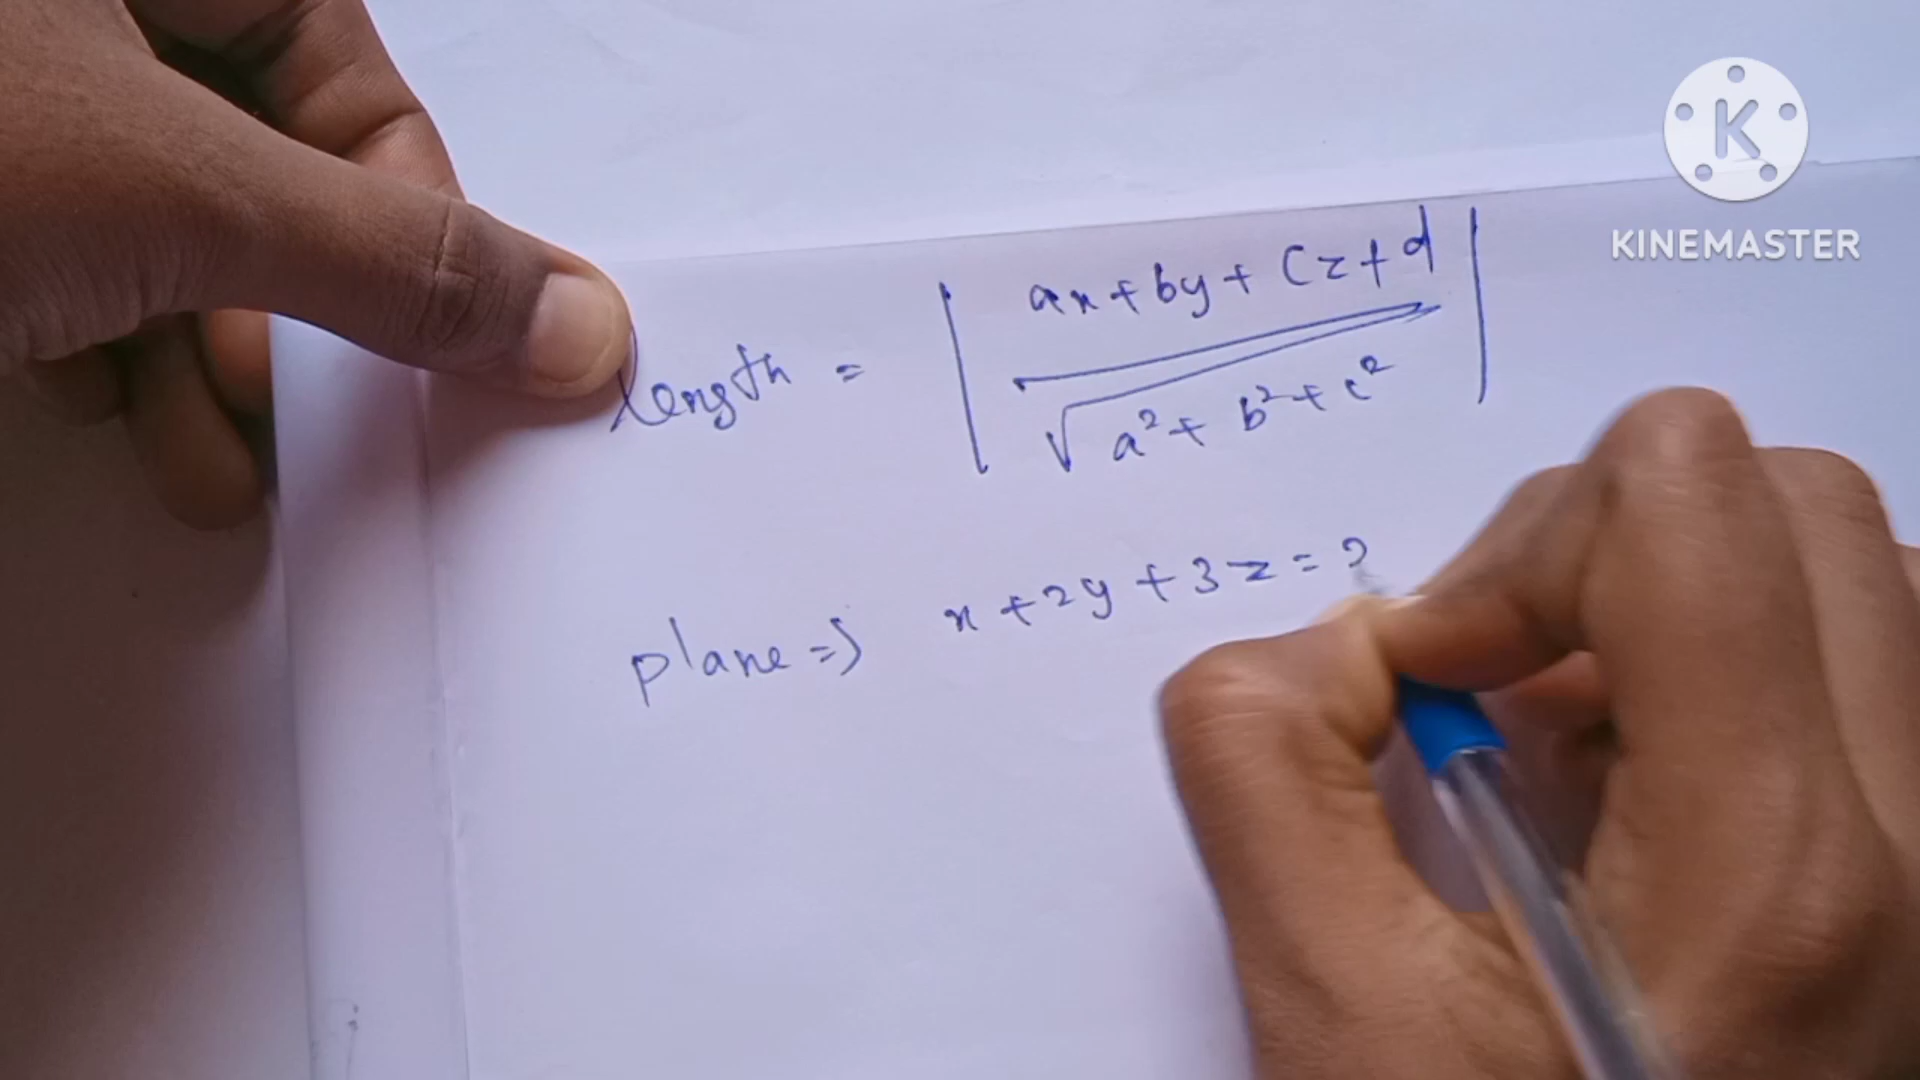 K
KINEMASTER
length = | ax + by + cz + d / √ a² + b² + c² |
plane => x + 2y + 3z =